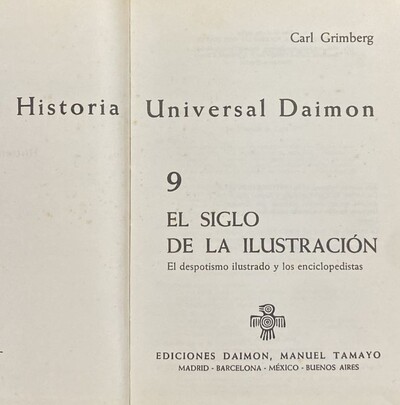 Carl Grimberg
Historia Universal Daimon
9
EL SIGLO
DE LA ILUSTRACIÓN
El despotismo ilustrado y los enciclopedistas
EDICIONES DAIMON, MANUEL TAMAYO
MADRID - BARCELONA - MÉXICO - BUENOS AIRES